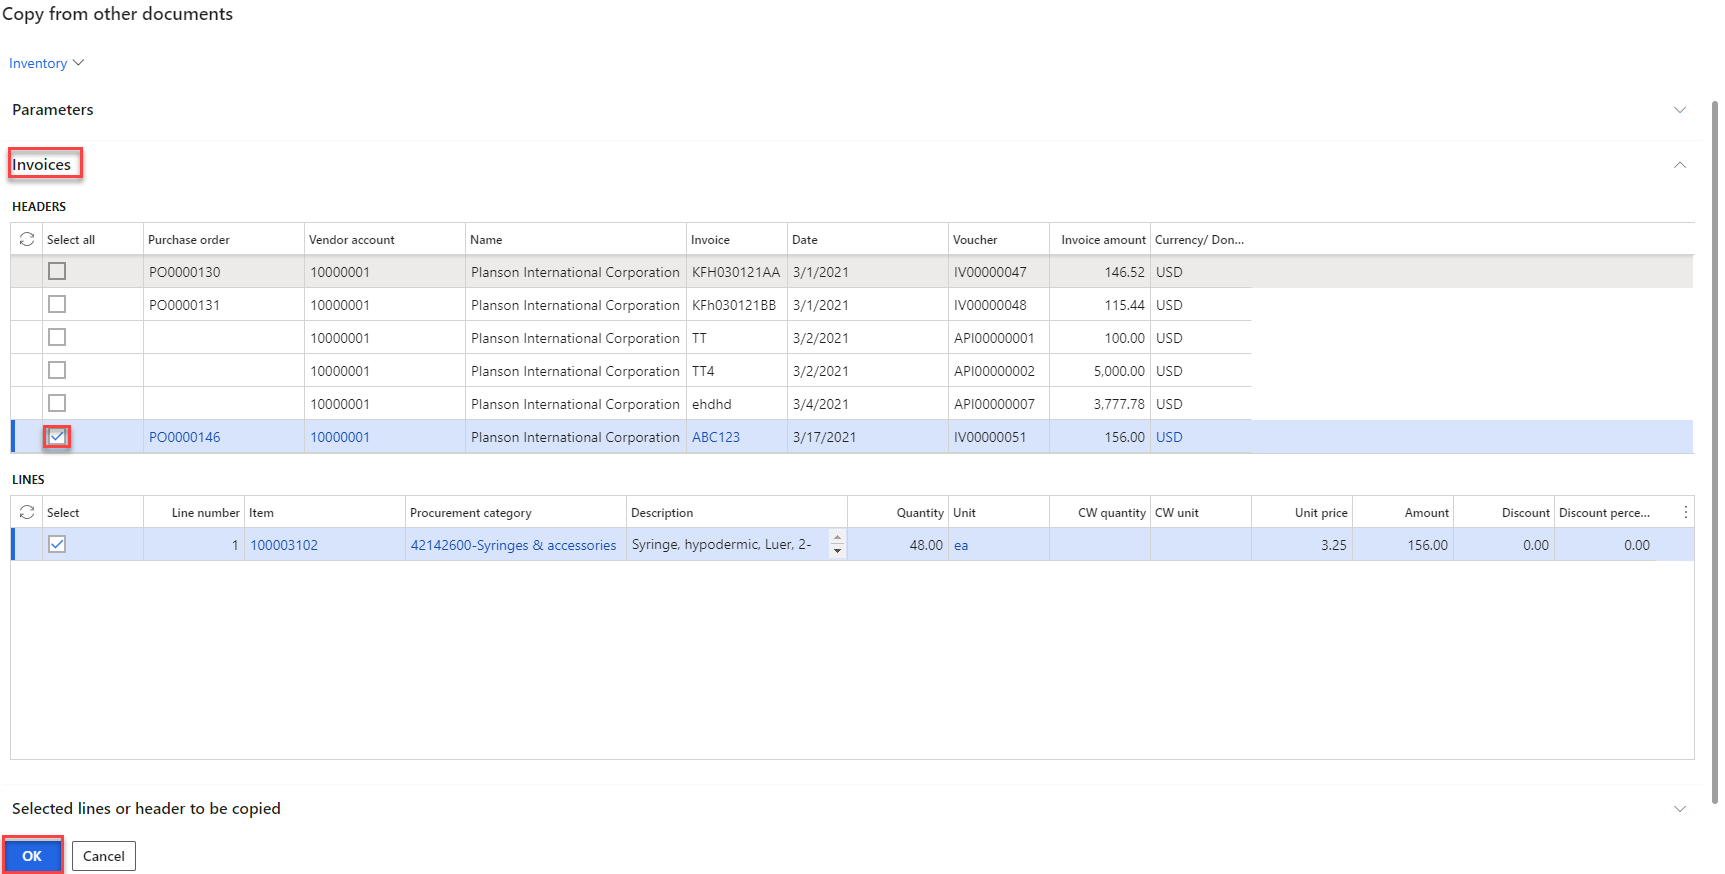 Copy from other documents
Inventory
Parameters
Invoices
HEADERS
Select all Purchase order Vendor account Name Invoice Date Voucher Invoice amount Currency/ Don...
PO0000130 10000001 Planson International Corporation KFH030121AA 3/1/2021 IV00000047 146.52 USD
PO0000131 10000001 Planson International Corporation KFh030121BB 3/1/2021 IV00000048 115.44 USD
10000001 Planson International Corporation TT 3/2/2021 API00000001 100.00 USD
10000001 Planson International Corporation TT4 3/2/2021 API00000002 5,000.00 USD
10000001 Planson International Corporation ehdhd 3/4/2021 API00000007 3,777.78 USD
PO0000146 10000001 Planson International Corporation ABC123 3/17/2021 IV00000051 156.00 USD
LINES
Select Line number Item Procurement category Description Quantity Unit CW quantity CW unit Unit price Amount Discount Discount perce...
1 100003102 42142600-Syringes & accessories Syringe, hypodermic, Luer, 2- 48.00 ea 3.25 156.00 0.00 0.00
Selected lines or header to be copied
OK Cancel